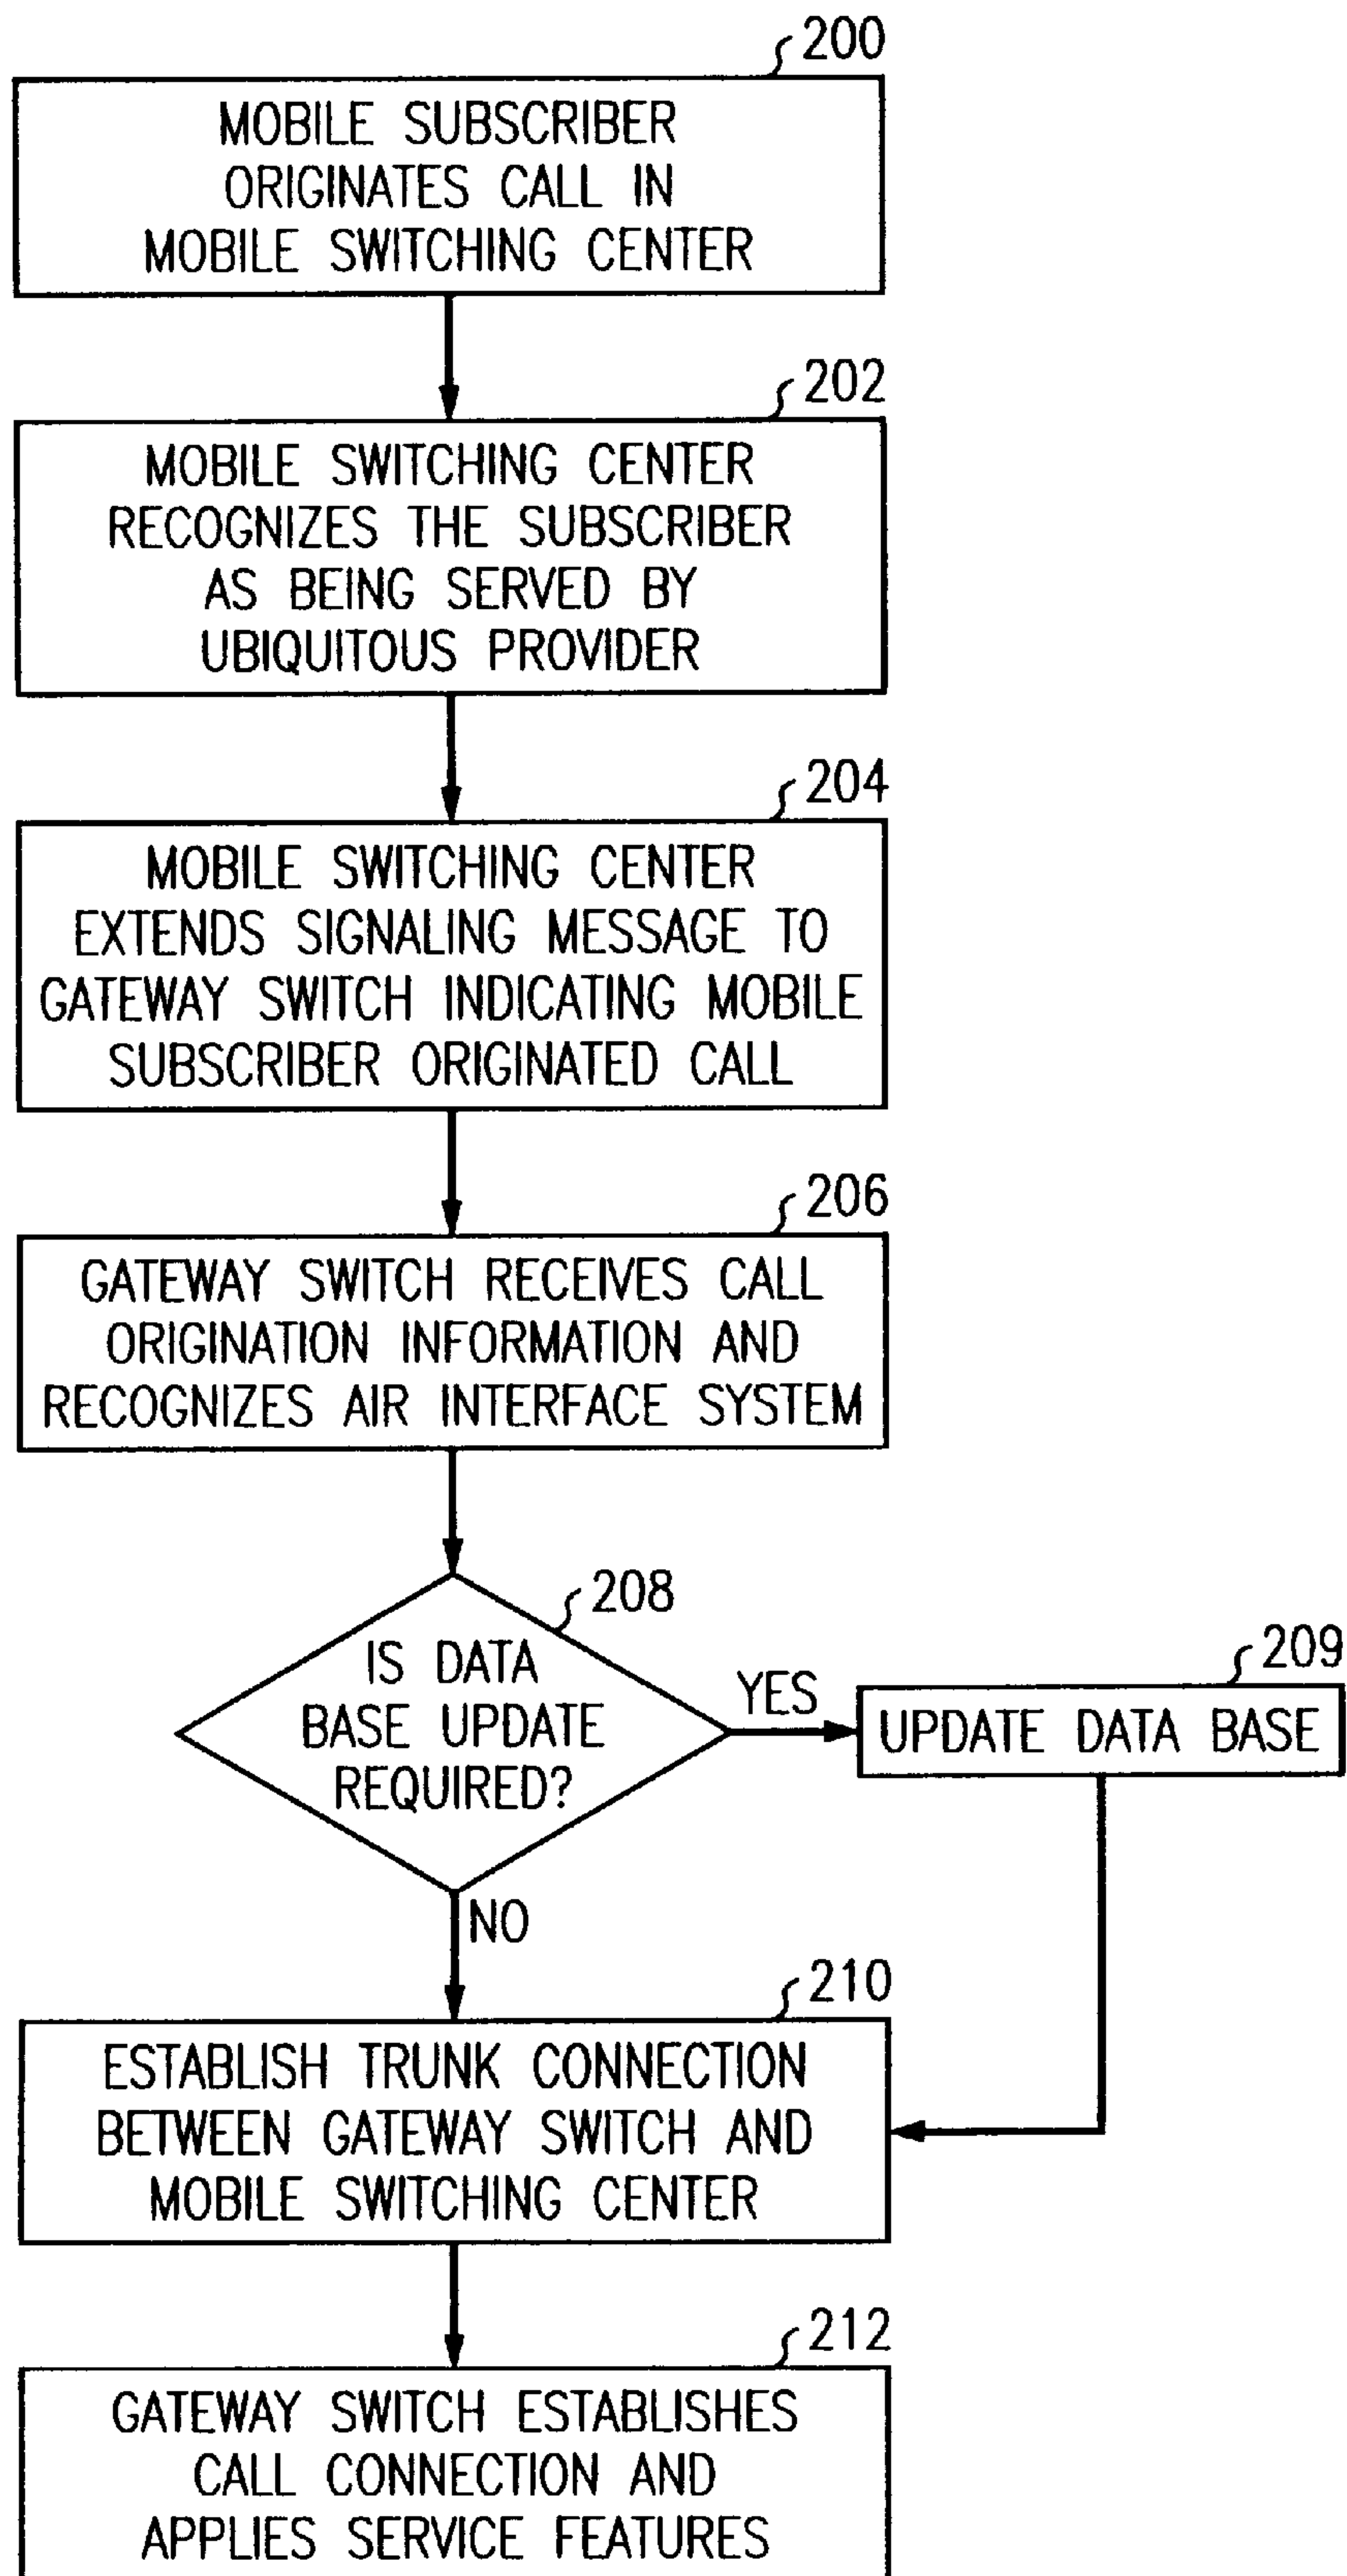 200
MOBILE SUBSCRIBER
ORIGINATES CALL IN
MOBILE SWITCHING CENTER
202
MOBILE SWITCHING CENTER
RECOGNIZES THE SUBSCRIBER
AS BEING SERVED BY
UBIQUITOUS PROVIDER
204
MOBILE SWITCHING CENTER
EXTENDS SIGNALING MESSAGE TO
GATEWAY SWITCH INDICATING MOBILE
SUBSCRIBER ORIGINATED CALL
206
GATEWAY SWITCH RECEIVES CALL
ORIGINATION INFORMATION AND
RECOGNIZES AIR INTERFACE SYSTEM
208
IS DATA
BASE UPDATE
REQUIRED?
YES
209
UPDATE DATA BASE
NO
210
ESTABLISH TRUNK CONNECTION
BETWEEN GATEWAY SWITCH AND
MOBILE SWITCHING CENTER
212
GATEWAY SWITCH ESTABLISHES
CALL CONNECTION AND
APPLIES SERVICE FEATURES